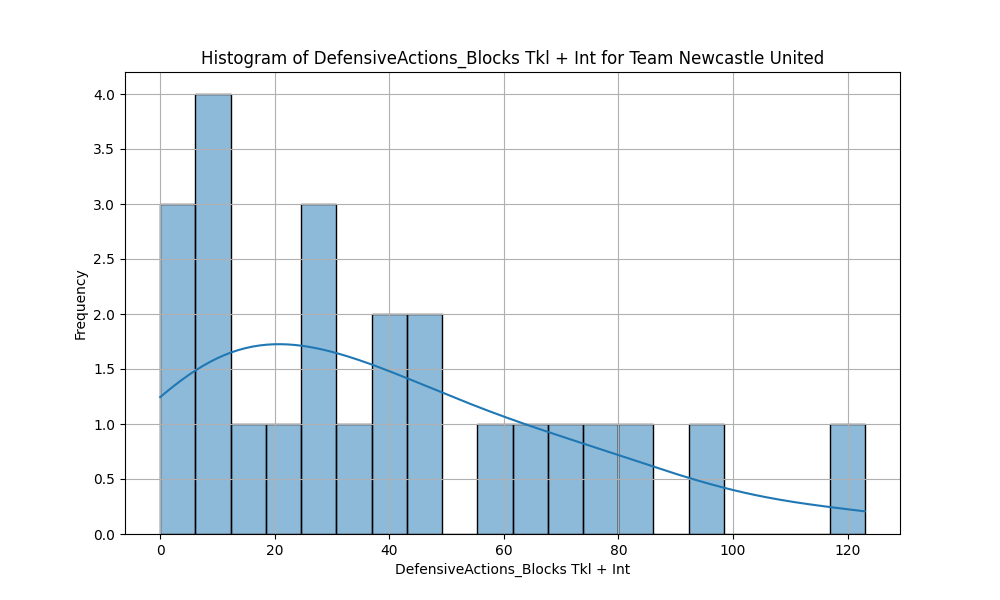 Histogram of DefensiveActions_Blocks Tkl + Int for Team Newcastle United
4.0
3.5
3.0
2.5
2.0
1.5
1.0
0.5
0.0
Frequency
0 20 40 60 80 100 120
DefensiveActions_Blocks Tkl + Int